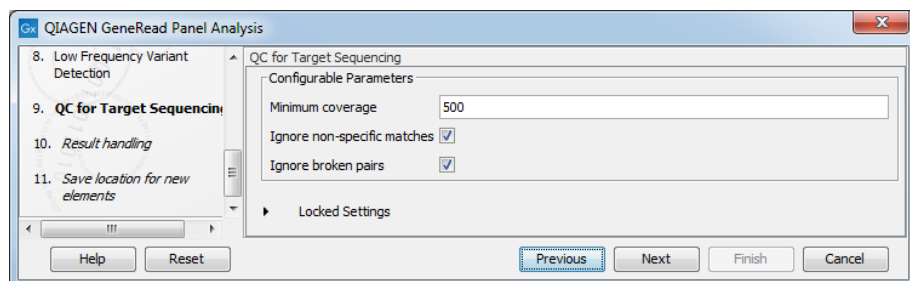 Gx QIAGEN GeneRead Panel Analysis
8. Low Frequency Variant
Detection
9. QC for Target Sequencing
10. Result handling
11. Save location for new
elements
QC for Target Sequencing
Configurable Parameters
Minimum coverage 500
Ignore non-specific matches
Ignore broken pairs
Locked Settings
Help Reset Previous Next Finish Cancel